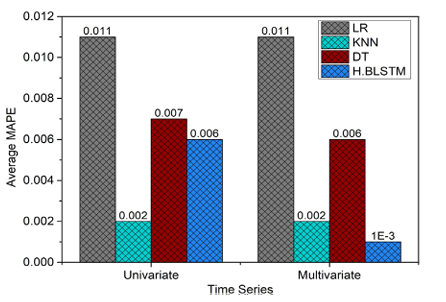 0.012
0.010
0.008
0.006
0.004
0.002
0.000
Average MAPE
0.011
0.002
0.007
0.006
0.011
0.002
0.006
1E-3
LR
KNN
DT
H.BLSTM
Univariate
Multivariate
Time Series